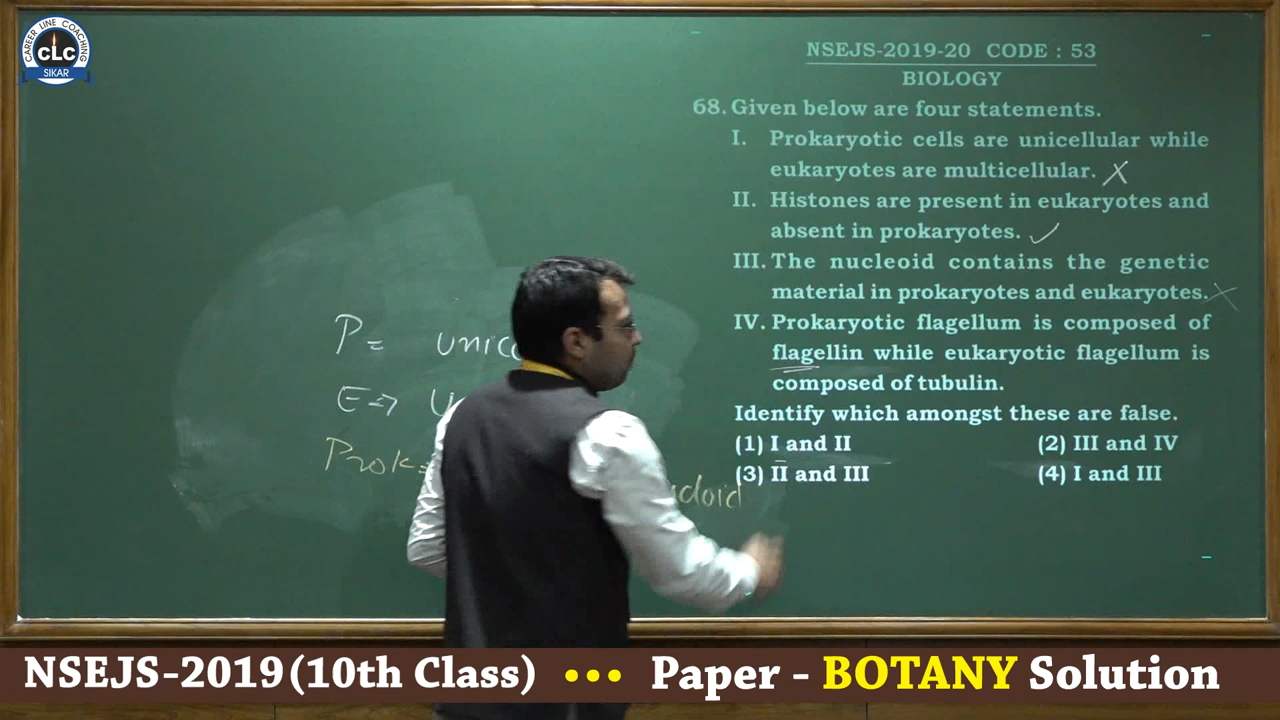 CAREER LINE COACHING
CLC
SIKAR
NSEJS-2019-20 CODE : 53
BIOLOGY
68. Given below are four statements.
I. Prokaryotic cells are unicellular while
eukaryotes are multicellular. X
II. Histones are present in eukaryotes and
absent in prokaryotes. ✓
III. The nucleoid contains the genetic
material in prokaryotes and eukaryotes. X
IV. Prokaryotic flagellum is composed of
flagellin while eukaryotic flagellum is
composed of tubulin.
Identify which amongst these are false.
(1) I and II (2) III and IV
(3) II and III (4) I and III
P =
E ⇒
Prok =
NSEJS-2019(10th Class) ••• Paper - BOTANY Solution